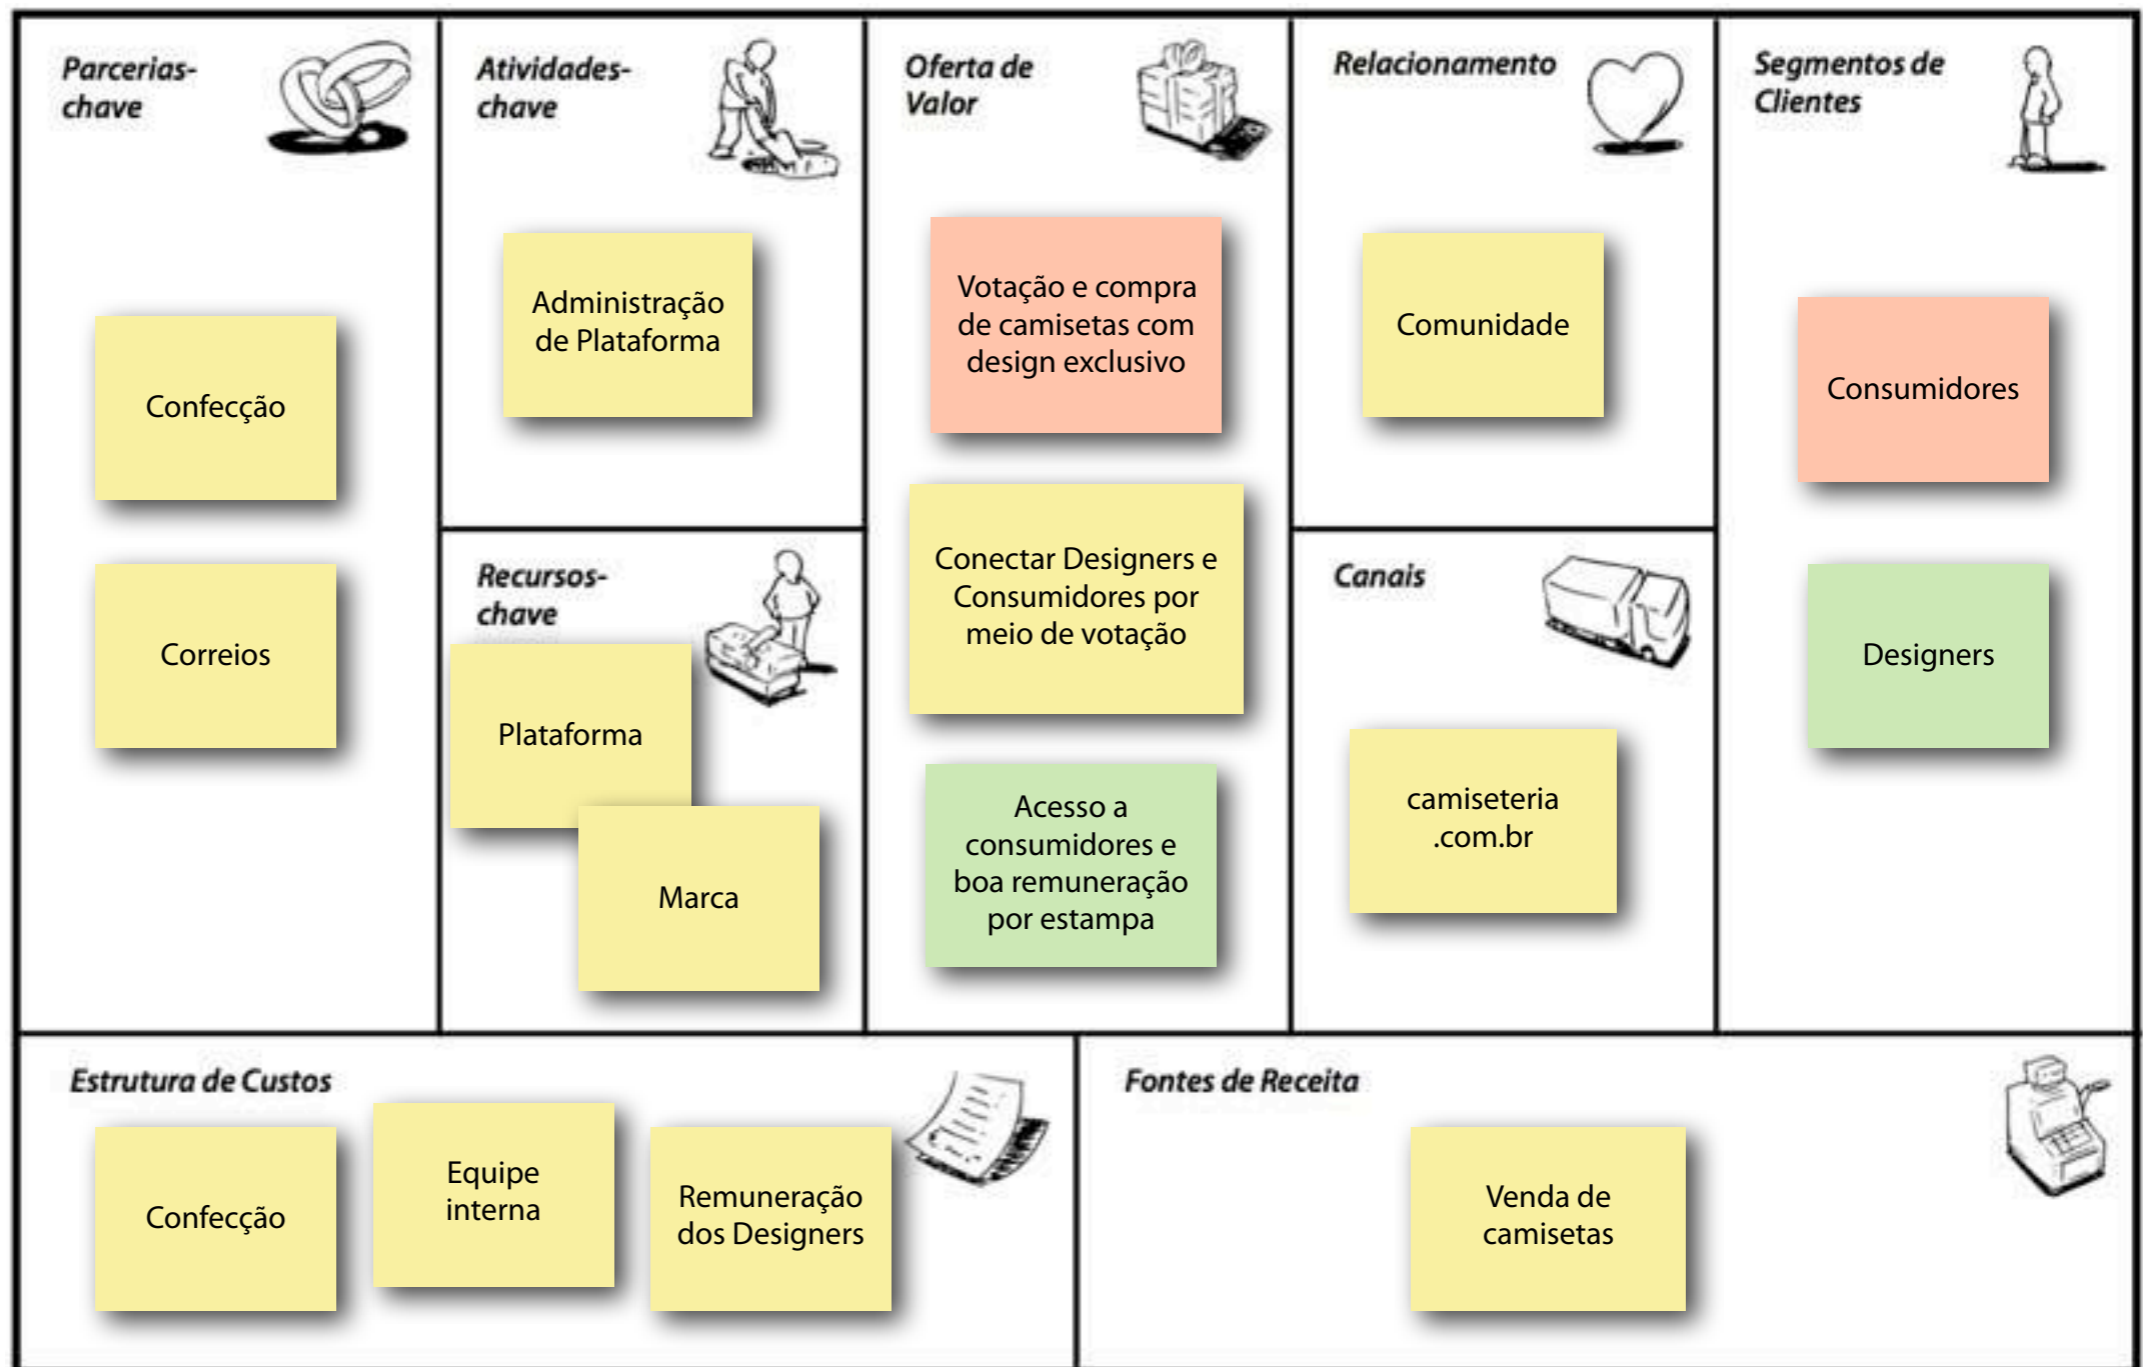 Parcerias-
chave
Confecção
Correios
Atividades-
chave
Administração
de Plataforma
Recursos-
chave
Plataforma
Marca
Oferta de
Valor
Votação e compra
de camisetas com
design exclusivo
Conectar Designers e
Consumidores por
meio de votação
Acesso a
consumidores e
boa remuneração
por estampa
Relacionamento
Comunidade
Canais
camiseteria
.com.br
Segmentos de
Clientes
Consumidores
Designers
Estrutura de Custos
Confecção
Equipe
interna
Remuneração
dos Designers
Fontes de Receita
Venda de
camisetas